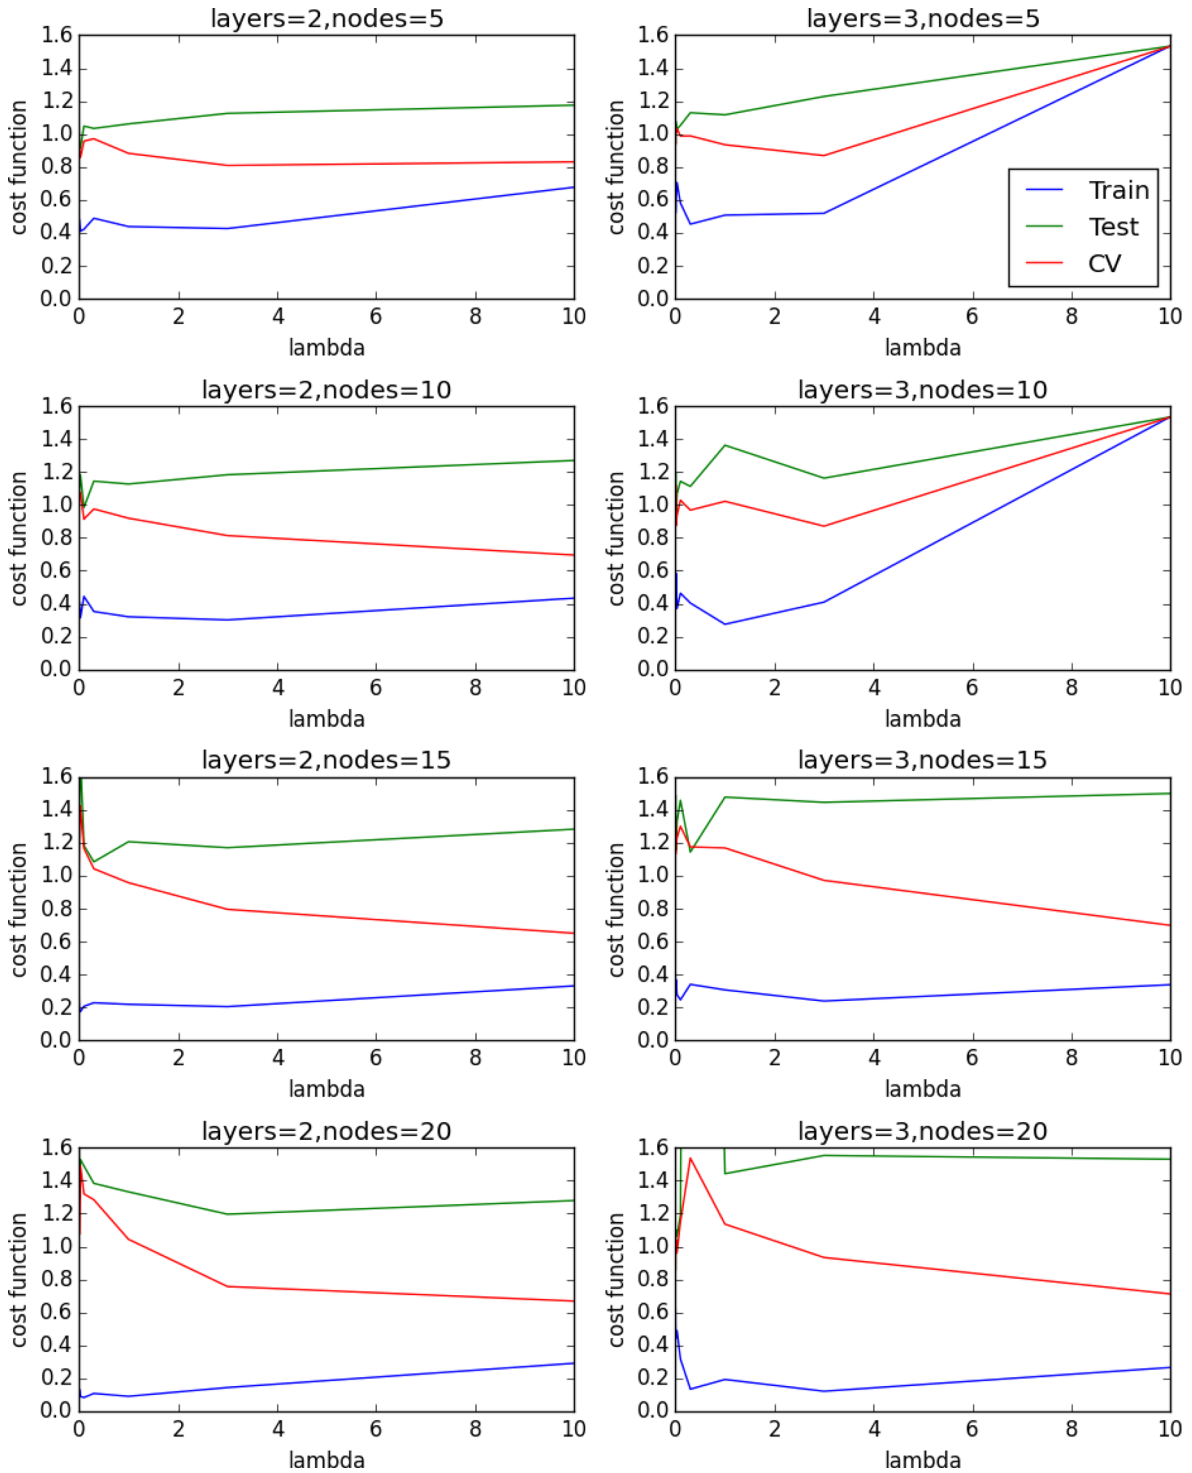 layers=2,nodes=5
layers=3,nodes=5
cost function
1.6
1.4
1.2
1.0
0.8
0.6
0.4
0.2
0.0
0 2 4 6 8 10
lambda
cost function
1.6
1.4
1.2
1.0
0.8
0.6
0.4
0.2
0.0
Train
Test
CV
0 2 4 6 8 10
lambda
layers=2,nodes=10
layers=3,nodes=10
cost function
1.6
1.4
1.2
1.0
0.8
0.6
0.4
0.2
0.0
0 2 4 6 8 10
lambda
cost function
1.6
1.4
1.2
1.0
0.8
0.6
0.4
0.2
0.0
0 2 4 6 8 10
lambda
layers=2,nodes=15
layers=3,nodes=15
cost function
1.6
1.4
1.2
1.0
0.8
0.6
0.4
0.2
0.0
0 2 4 6 8 10
lambda
cost function
1.6
1.4
1.2
1.0
0.8
0.6
0.4
0.2
0.0
0 2 4 6 8 10
lambda
layers=2,nodes=20
layers=3,nodes=20
cost function
1.6
1.4
1.2
1.0
0.8
0.6
0.4
0.2
0.0
0 2 4 6 8 10
lambda
cost function
1.6
1.4
1.2
1.0
0.8
0.6
0.4
0.2
0.0
0 2 4 6 8 10
lambda